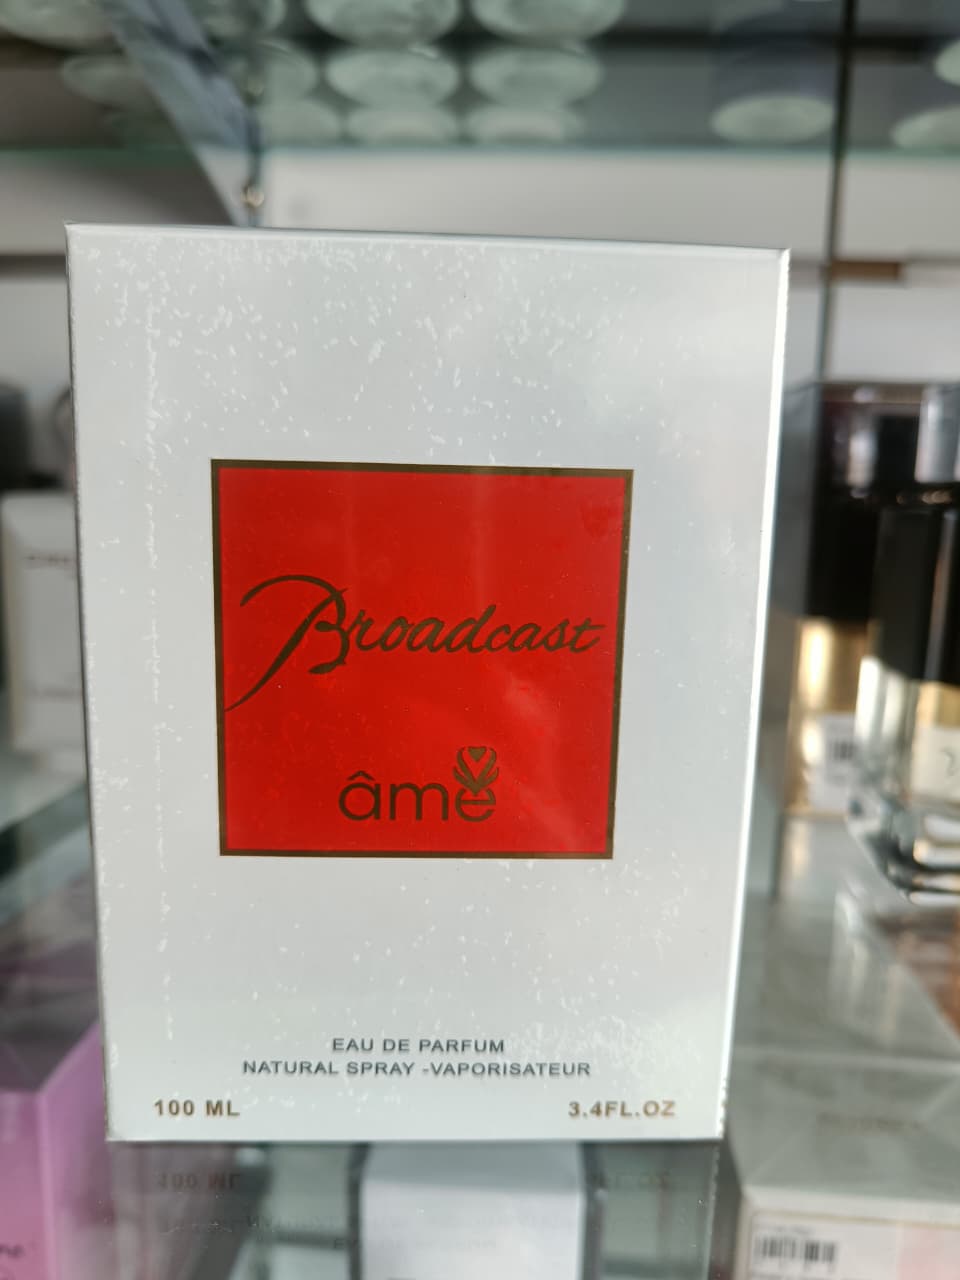 Broadcast
âme
EAU DE PARFUM
NATURAL SPRAY -VAPORISATEUR
100 ML
3.4FL.OZ